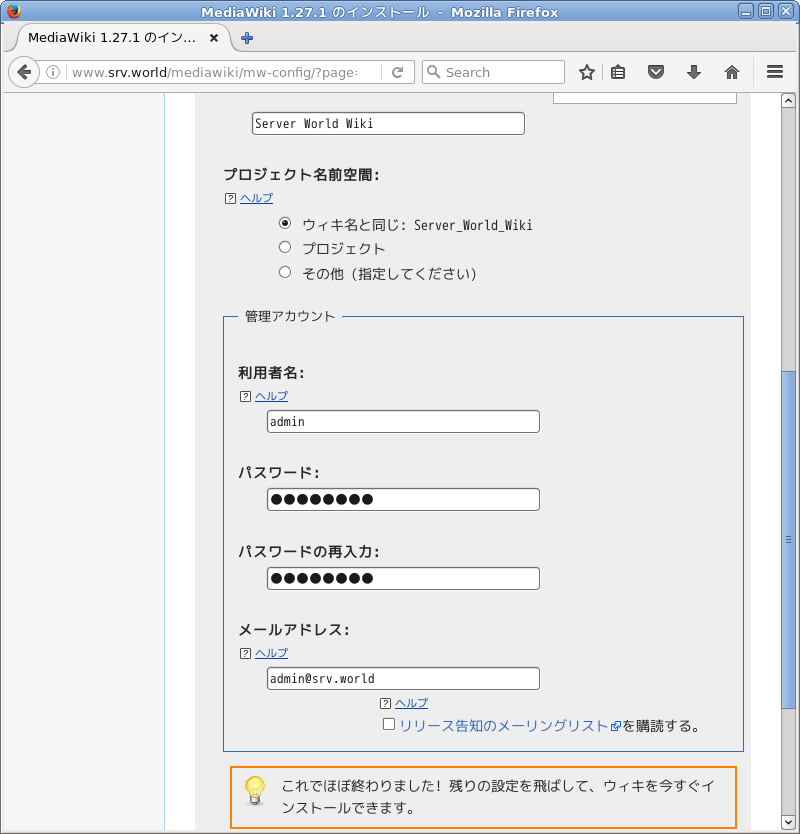 MediaWiki 1.27.1 のインストール - Mozilla Firefox
MediaWiki 1.27.1 のイン...
www.srv.world/mediawiki/mw-config/?page=
Search
Server World Wiki
プロジェクト名前空間:
? ヘルプ
ウィキ名と同じ: Server_World_Wiki
プロジェクト
その他 (指定してください)
管理アカウント
利用者名:
? ヘルプ
admin
パスワード:
パスワードの再入力:
メールアドレス:
? ヘルプ
admin@srv.world
? ヘルプ
リリース告知のメーリングリストを購読する。
これでほぼ終わりました! 残りの設定を飛ばして、ウィキを今すぐイ
ンストールできます。